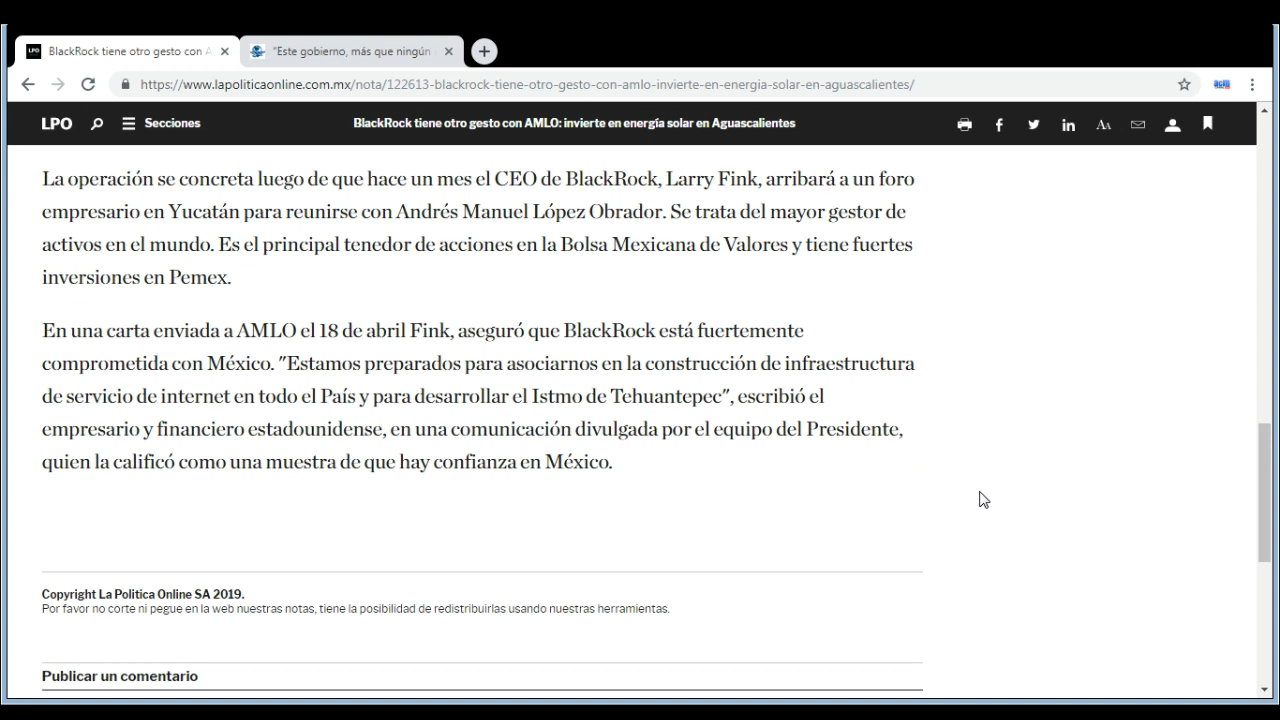 BlackRock tiene otro gesto con A
"Este gobierno, más que ningún
https://www.lapoliticaonline.com.mx/nota/122613-blackrock-tiene-otro-gesto-con-amlo-invierte-en-energia-solar-en-aguascalientes/
LPO Secciones BlackRock tiene otro gesto con AMLO: invierte en energía solar en Aguascalientes
La operación se concreta luego de que hace un mes el CEO de BlackRock, Larry Fink, arribará a un foro
empresario en Yucatán para reunirse con Andrés Manuel López Obrador. Se trata del mayor gestor de
activos en el mundo. Es el principal tenedor de acciones en la Bolsa Mexicana de Valores y tiene fuertes
inversiones en Pemex.
En una carta enviada a AMLO el 18 de abril Fink, aseguró que BlackRock está fuertemente
comprometida con México. "Estamos preparados para asociarnos en la construcción de infraestructura
de servicio de internet en todo el País y para desarrollar el Istmo de Tehuantepec", escribió el
empresario y financiero estadounidense, en una comunicación divulgada por el equipo del Presidente,
quien la calificó como una muestra de que hay confianza en México.
Copyright La Politica Online SA 2019.
Por favor no corte ni pegue en la web nuestras notas, tiene la posibilidad de redistribuirlas usando nuestras herramientas.
Publicar un comentario